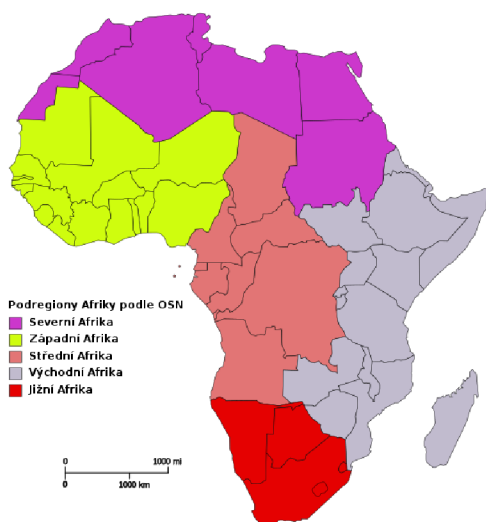 Podregiony Afriky podle OSN
Severní Afrika
Západní Afrika
Střední Afrika
Východní Afrika
Jižní Afrika
0 1000 mi
0 1000 km